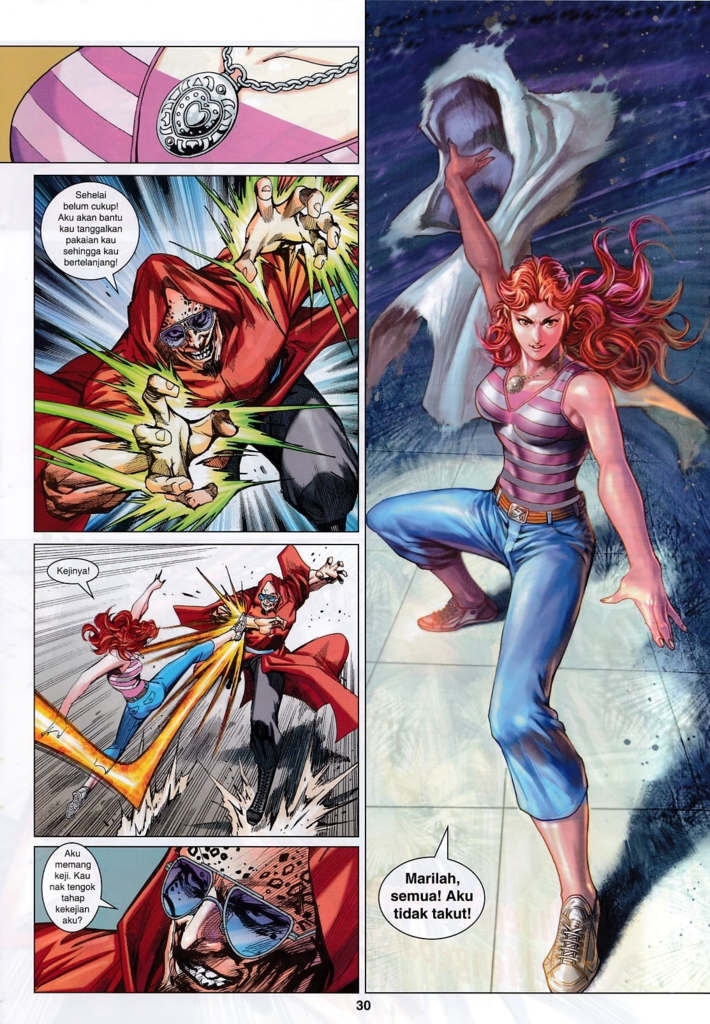 Sehelai
belum cukup!
Aku akan bantu
kau tanggalkan
pakaian kau
sehingga kau
bertelanjang!
Kejinya!
Aku
memang
keji. Kau
nak tengok
tahap
kekejian
aku?
Marilah,
semua! Aku
tidak takut!
30